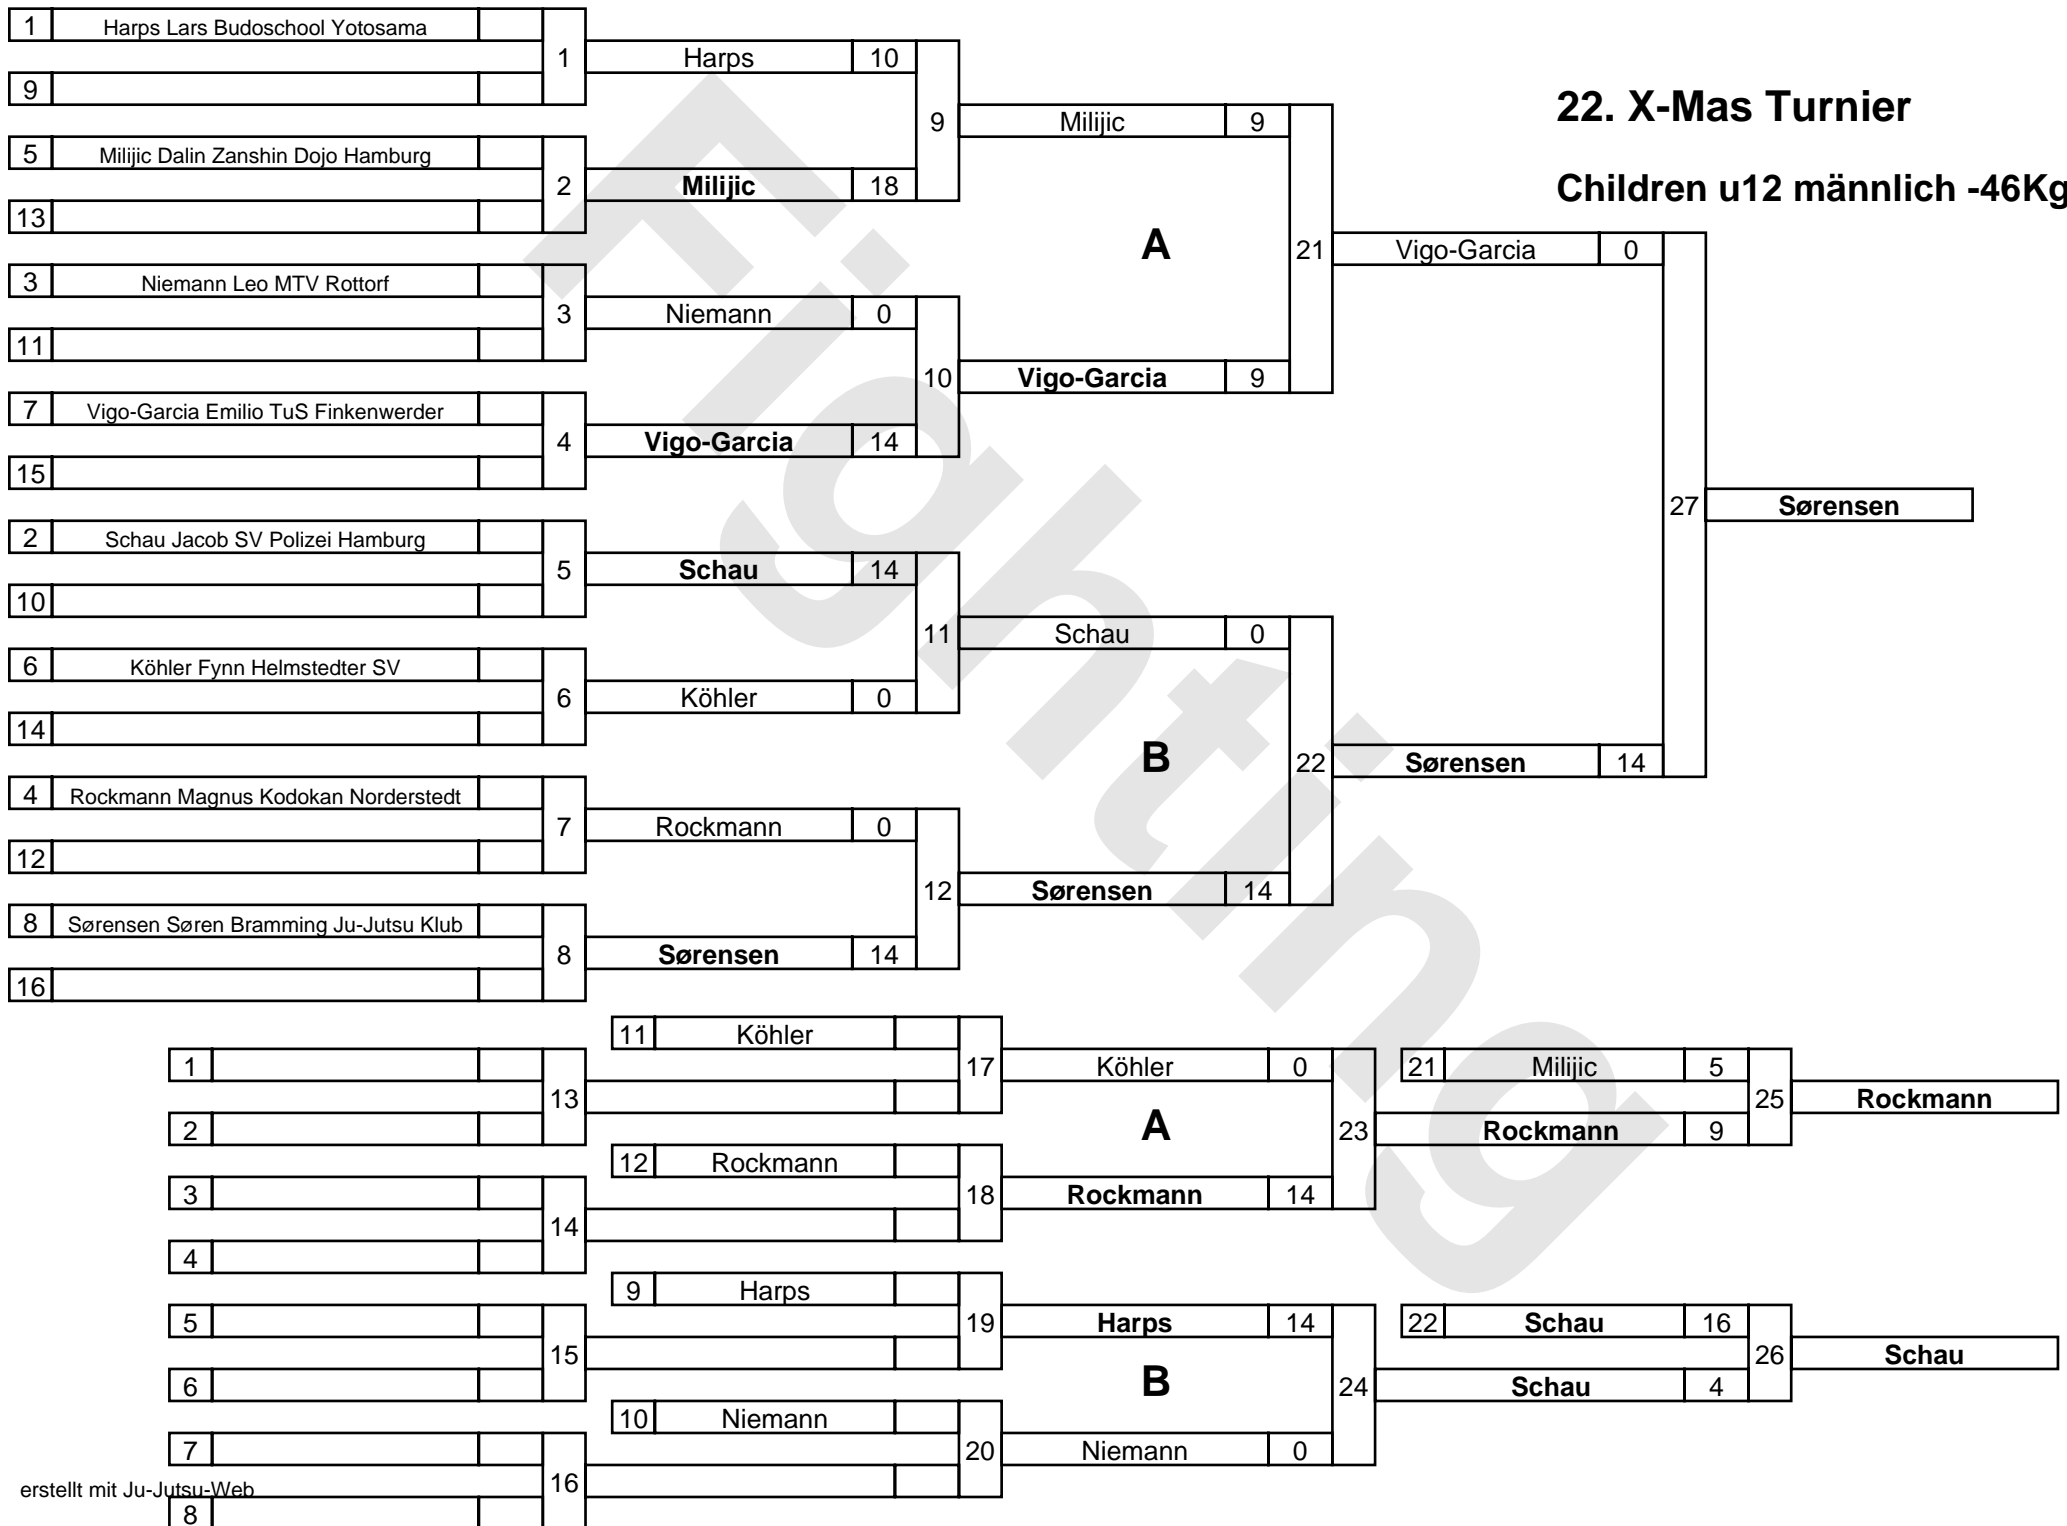 22. X-Mas Turnier
Children u12 männlich -46Kg
1 Harps Lars Budoschool Yotosama
9
1
5 Milijic Dalin Zanshin Dojo Hamburg
13
2
3 Niemann Leo MTV Rottorf
11
3
7 Vigo-Garcia Emilio TuS Finkenwerder
15
4
2 Schau Jacob SV Polizei Hamburg
10
5
6 Köhler Fynn Helmstedter SV
14
6
4 Rockmann Magnus Kodokan Norderstedt
12
7
8 Sørensen Søren Bramming Ju-Jutsu Klub
16
8
Harps 10
Milijic 18
9
Niemann 0
Vigo-Garcia 14
10
Schau 14
Köhler 0
11
Rockmann 0
Sørensen 14
12
Milijic 9
A
Vigo-Garcia 9
21
Schau 0
B
Sørensen 14
22
Vigo-Garcia 0
Sørensen 14
27
Sørensen
1
2
13
3
4
14
5
6
15
7
8
16
11 Köhler
17
12 Rockmann
18
9 Harps
19
10 Niemann
20
Köhler 0
A
Rockmann 14
23
Harps 14
B
Niemann 0
24
21 Milijic 5
Rockmann 9
25
Rockmann
22 Schau 16
Schau 4
26
Schau
erstellt mit Ju-Jutsu-Web
Fighting